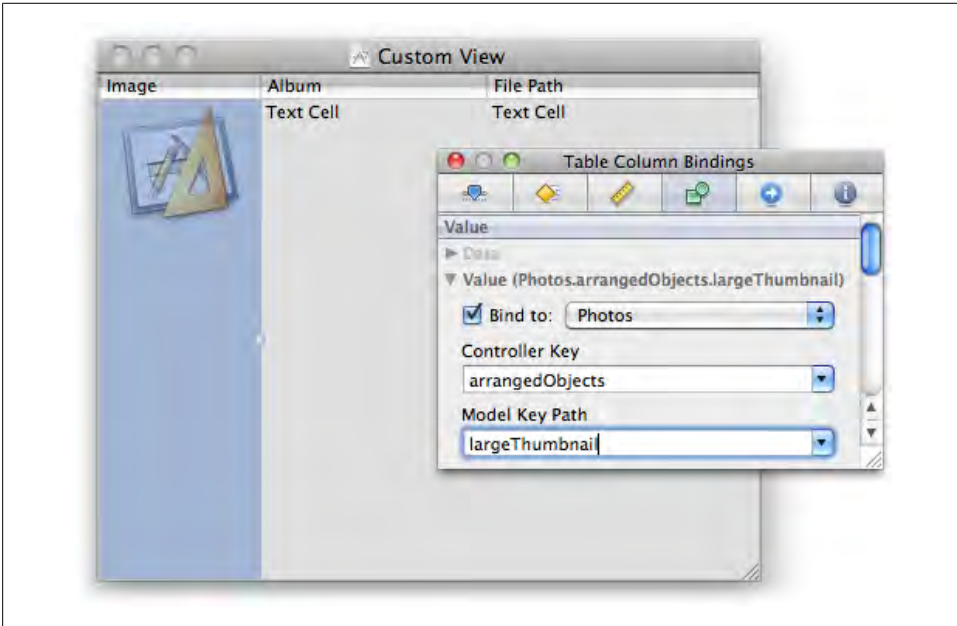 Custom View
Image Album File Path
Text Cell Text Cell
Table Column Bindings
Value
Data
Value (Photos.arrangedObjects.largeThumbnail)
Bind to: Photos
Controller Key
arrangedObjects
Model Key Path
largeThumbnail